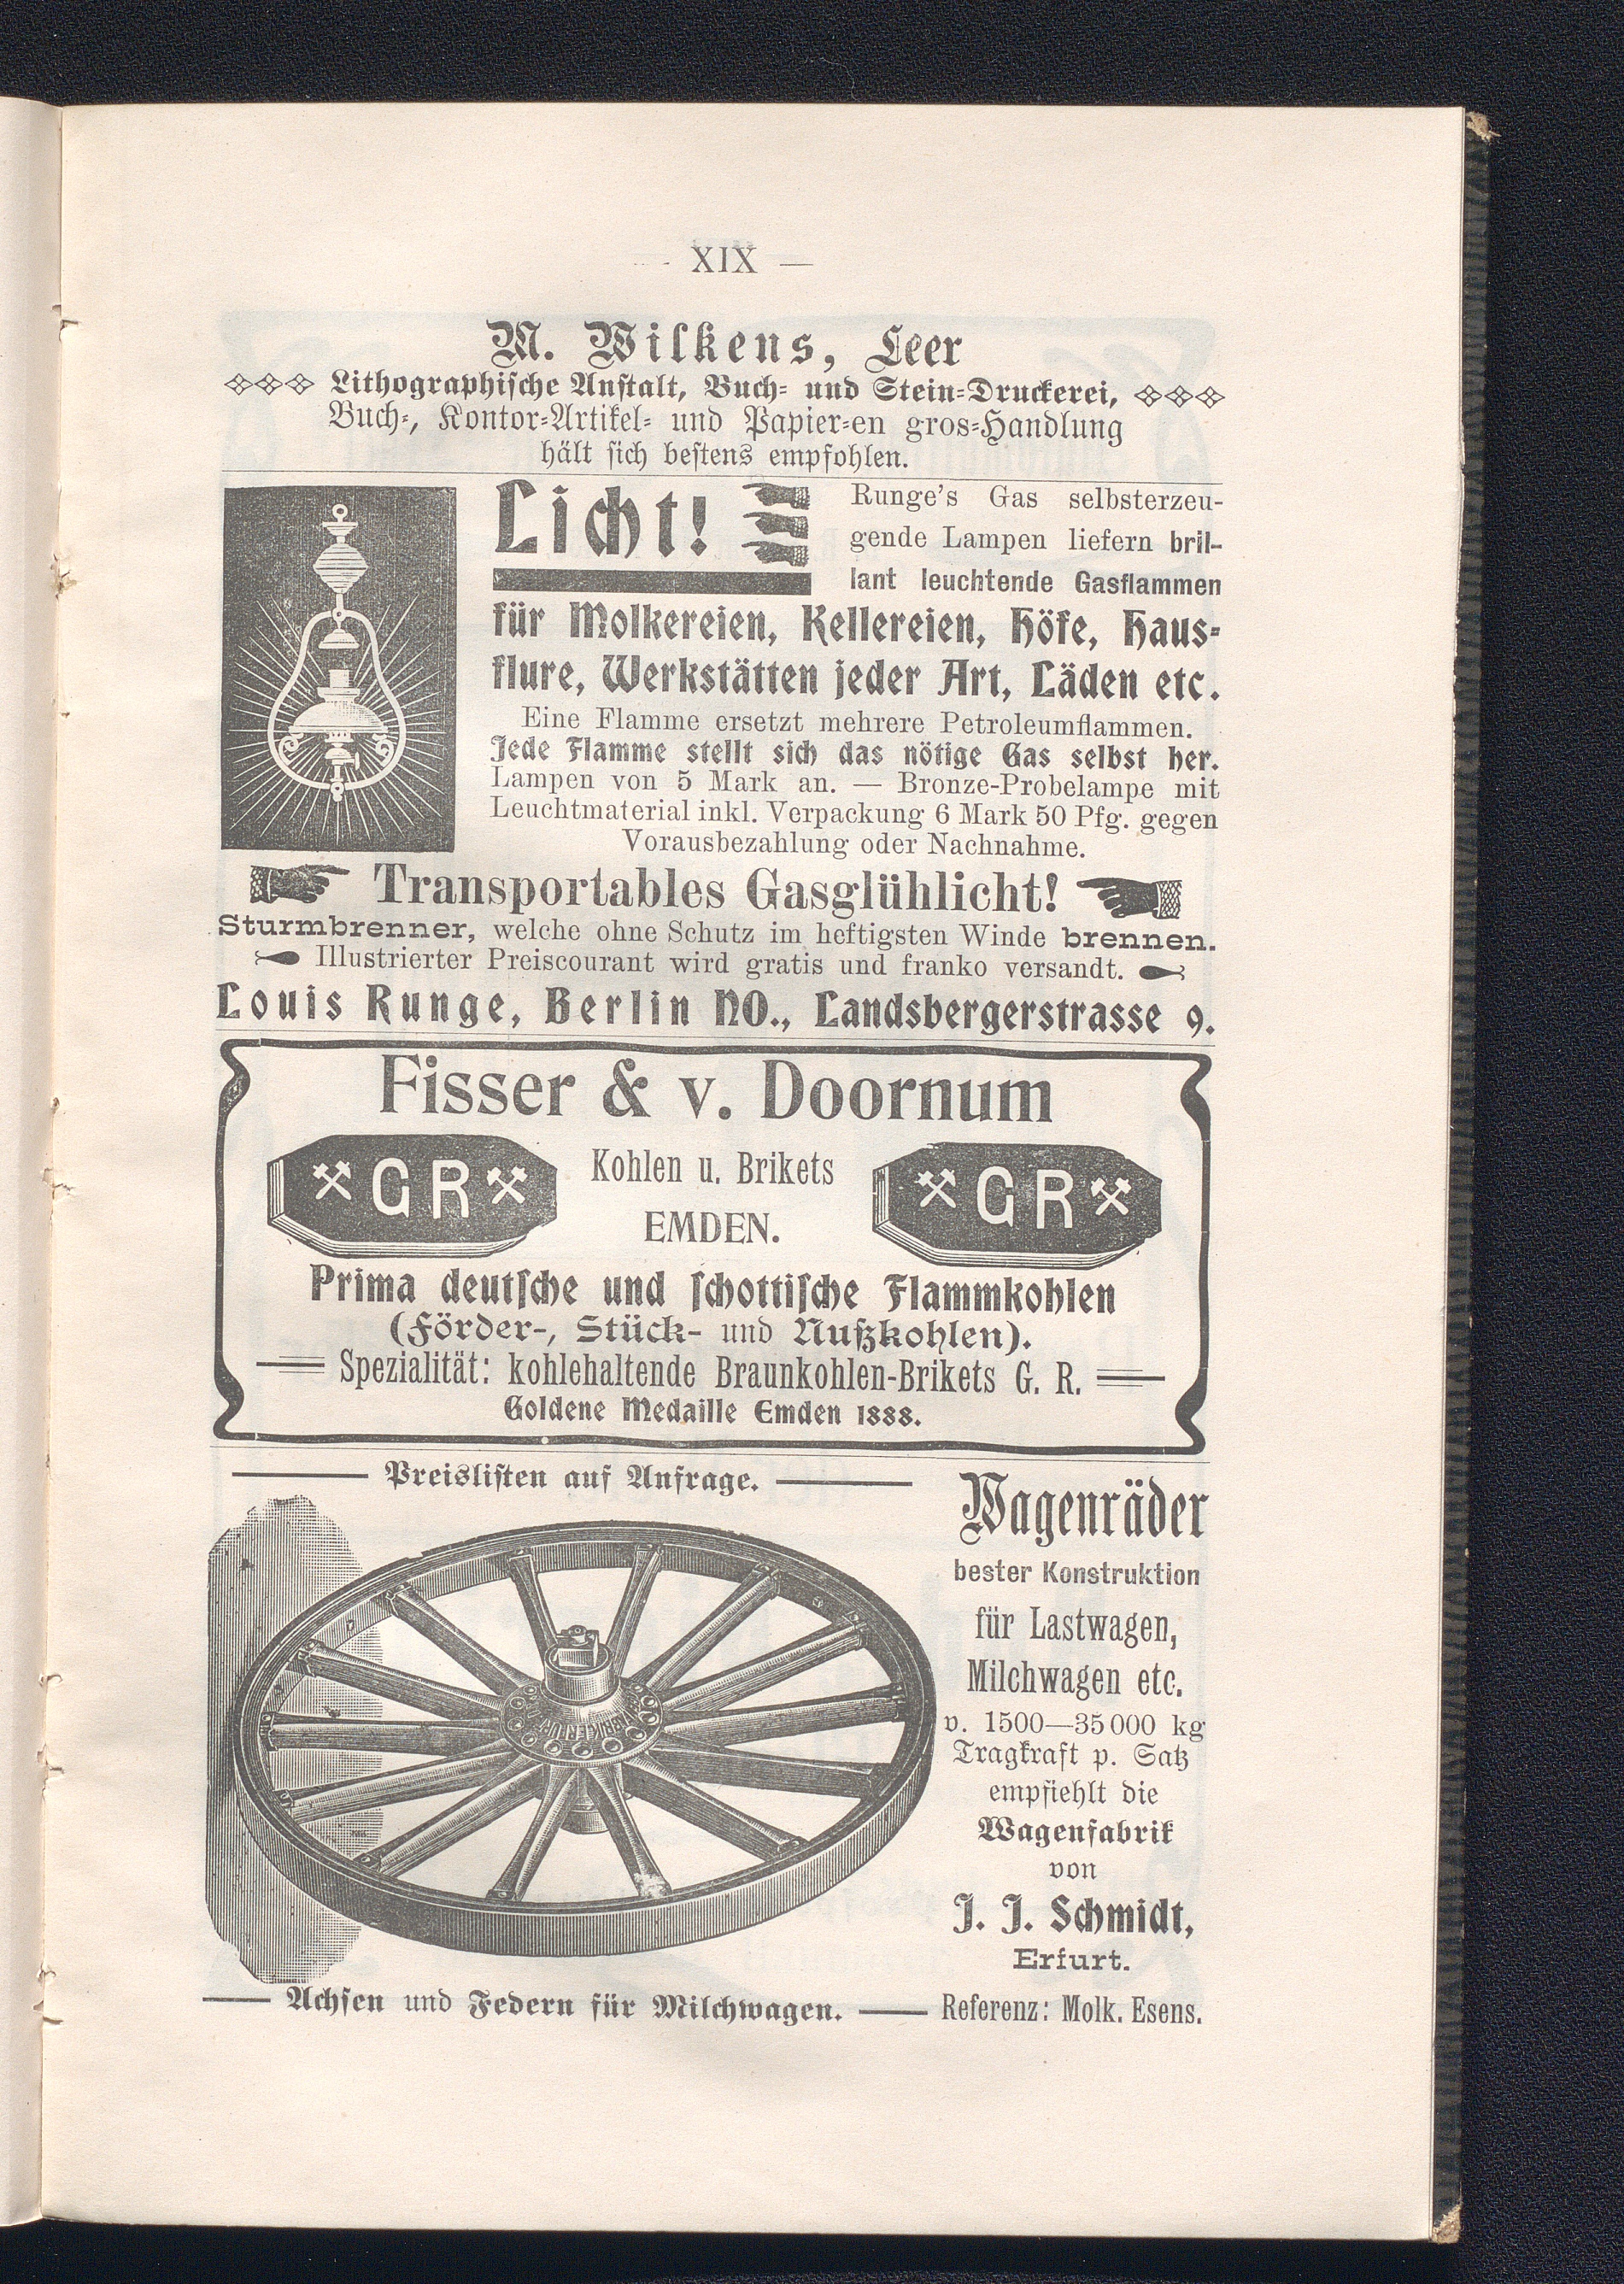 — XIX —
M. Wilkens, Leer
Lithographische Anstalt, Buch- und Stein-Druckerei,
Buch-, Kontor-Artikel- und Papier-en gros-Handlung
hält sich bestens empfohlen.
Licht!
Runge's Gas selbsterzeu-
gende Lampen liefern bril-
lant leuchtende Gasflammen
für Molkereien, Kellereien, Höfe, Haus-
flure, Werkstätten jeder Art, Läden etc.
Eine Flamme ersetzt mehrere Petroleumflammen.
Jede Flamme stellt sich das nötige Gas selbst her.
Lampen von 5 Mark an. — Bronze-Probelampe mit
Leuchtmaterial inkl. Verpackung 6 Mark 50 Pfg. gegen
Vorausbezahlung oder Nachnahme.
Transportables Gasglühlicht!
Sturmbrenner, welche ohne Schutz im heftigsten Winde brennen.
Illustrierter Preiscourant wird gratis und franko versandt.
Louis Runge, Berlin NO., Landsbergerstrasse 9.
Fisser & v. Doornum
GR
Kohlen u. Brikets
GR
EMDEN.
Prima deutsche und schottische Flammkohlen
(Förder-, Stück- und Nußkohlen).
Spezialität: kohlehaltende Braunkohlen-Brikets G. R.
Goldene Medaille Emden 1888.
Preislisten auf Anfrage.
Wagenräder
bester Konstruktion
für Lastwagen,
Milchwagen etc.
v. 1500—35000 kg
Tragkraft p. Satz
empfiehlt die
Wagenfabrik
von
J. J. Schmidt,
Erfurt.
Achsen und Federn für Milchwagen. — Referenz: Molk. Esens.